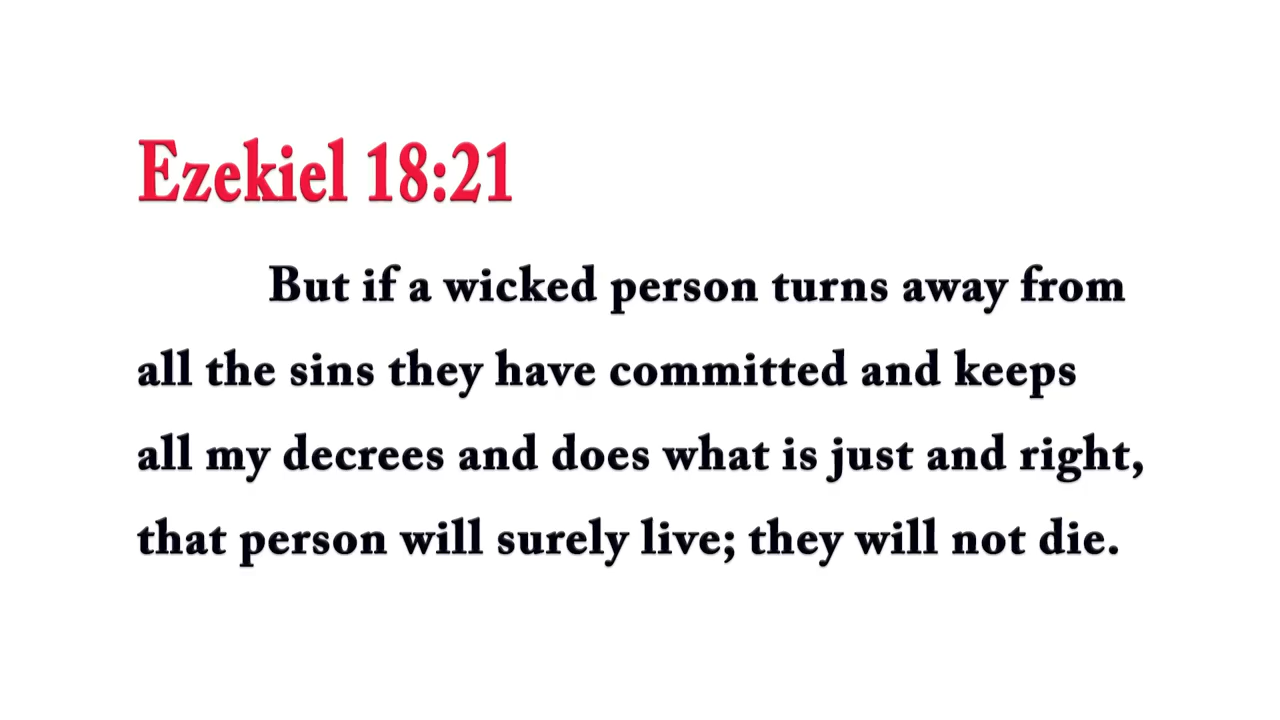 Ezekiel 18:21
But if a wicked person turns away from
all the sins they have committed and keeps
all my decrees and does what is just and right,
that person will surely live; they will not die.